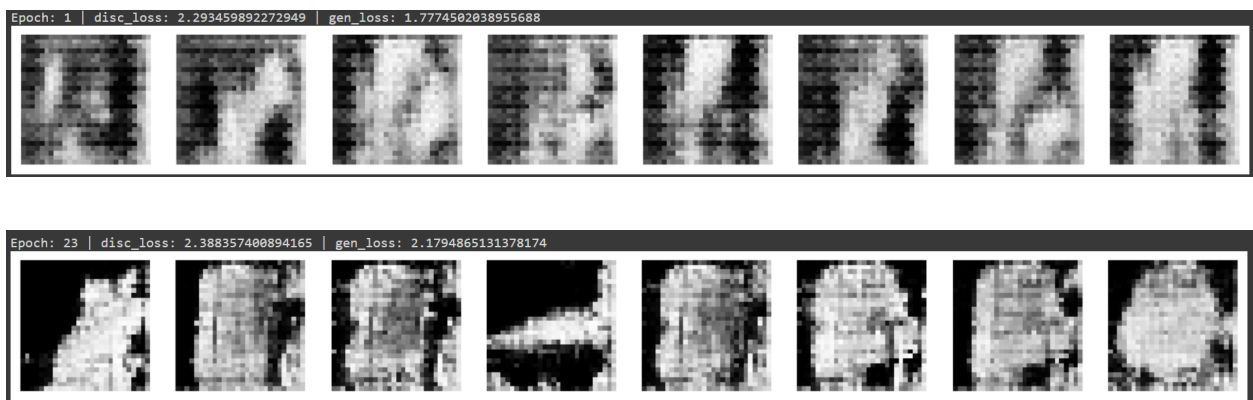 Epoch: 1 | disc_loss: 2.293459892272949 | gen_loss: 1.7774502038955688
Epoch: 23 | disc_loss: 2.388357400894165 | gen_loss: 2.1794865131378174